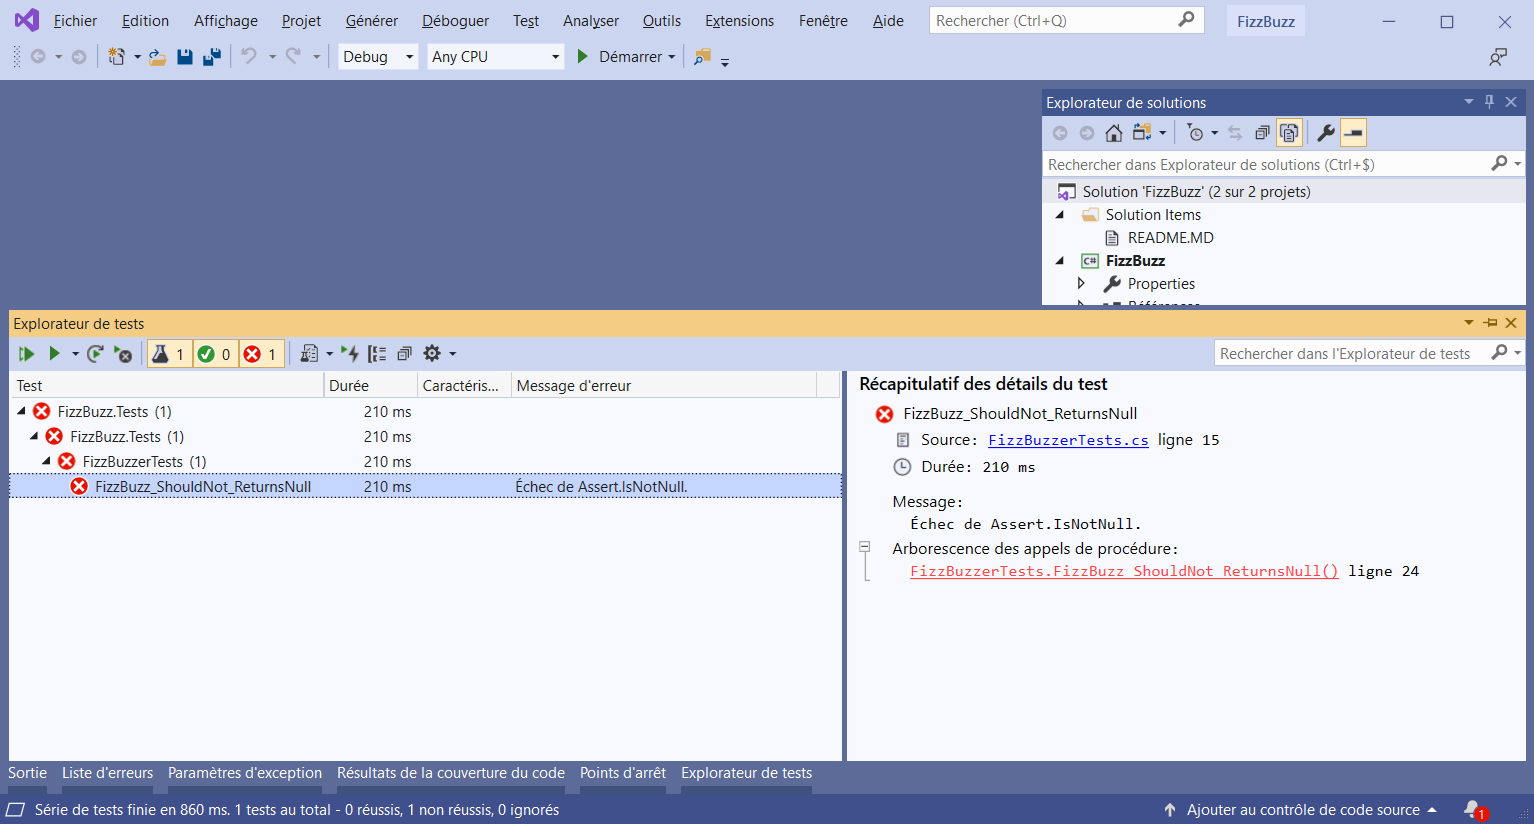 Fichier Edition Affichage Projet Générer Déboguer Test Analyser Outils Extensions Fenêtre Aide Rechercher (Ctrl+Q) FizzBuzz
Debug Any CPU Démarrer
Explorateur de solutions
Rechercher dans Explorateur de solutions (Ctrl+$)
Solution 'FizzBuzz' (2 sur 2 projets)
Solution Items
README.MD
C# FizzBuzz
Properties
Références
Explorateur de tests
1 0 1 Rechercher dans l'Explorateur de tests
Test Durée Caractéris... Message d'erreur
FizzBuzz.Tests (1) 210 ms
FizzBuzz.Tests (1) 210 ms
FizzBuzzerTests (1) 210 ms
FizzBuzz_ShouldNot_ReturnsNull 210 ms Échec de Assert.IsNotNull.
Récapitulatif des détails du test
FizzBuzz_ShouldNot_ReturnsNull
Source: FizzBuzzerTests.cs ligne 15
Durée: 210 ms
Message:
Échec de Assert.IsNotNull.
Arborescence des appels de procédure:
FizzBuzzerTests.FizzBuzz_ShouldNot_ReturnsNull() ligne 24
Sortie Liste d'erreurs Paramètres d'exception Résultats de la couverture du code Points d'arrêt Explorateur de tests
Série de tests finie en 860 ms. 1 tests au total - 0 réussis, 1 non réussis, 0 ignorés Ajouter au contrôle de code source 1